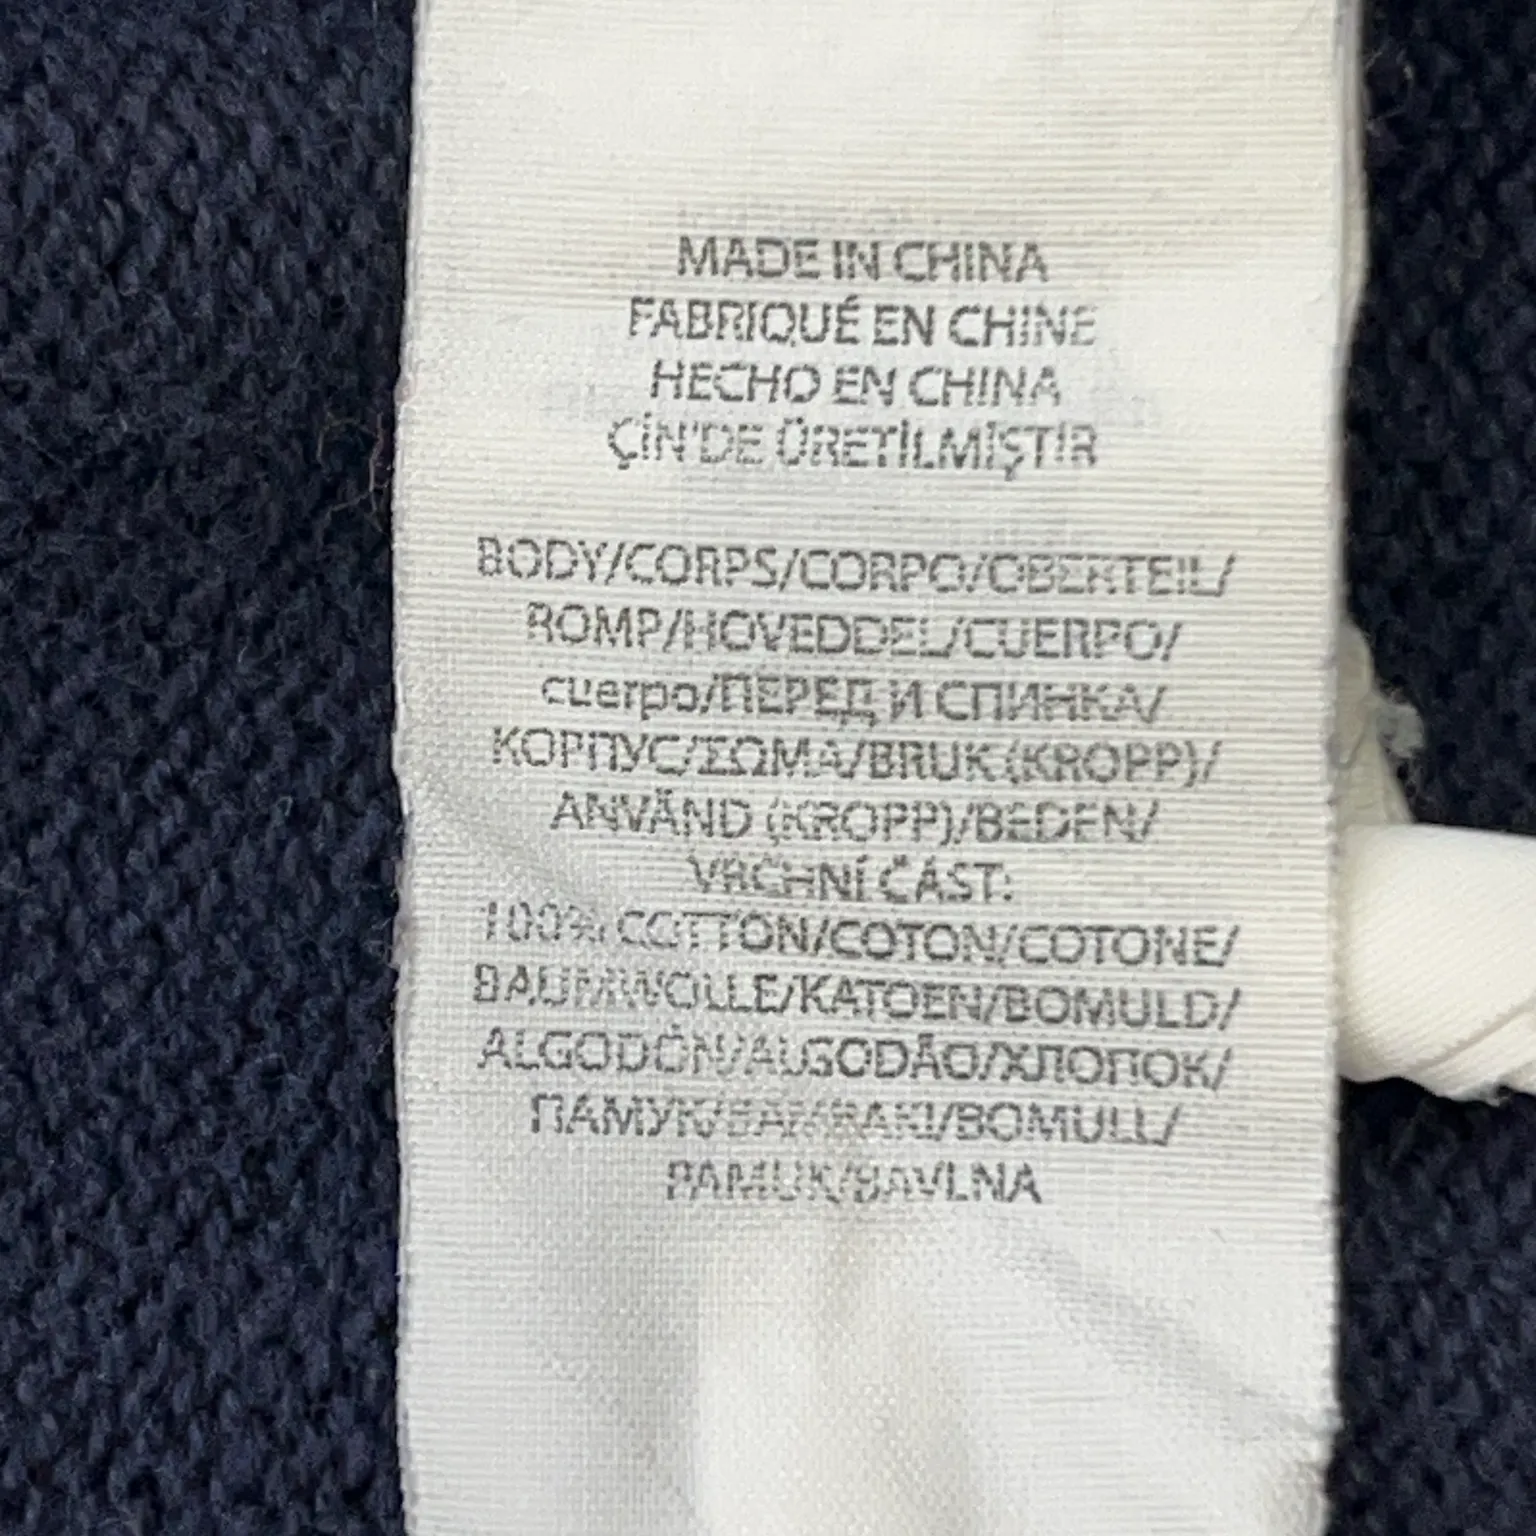 MADE IN CHINA
FABRIQUÉ EN CHINE
HECHO EN CHINA
ÇİN'DE ÜRETİLMİŞTİR
BODY/CORPS/CORPO/OBERTEIL/
ROMP/HOVEDDEL/CUERPO/
cuerpo/ПЕРЕД И СПИНКА/
КОРПУС/ΣΩΜΑ/BRUK (KROPP)/
ANVÄND (KROPP)/BEDEN/
VRCHNÍ ČÁST:
100% COTTON/COTON/COTONE/
BAUMWOLLE/KATOEN/BOMULD/
ALGODÓN/ALGODÃO/ХЛОПОК/
ПАМУК/ΒΑΜΒΑΚΙ/BOMULL/
PAMUK/BAVLNA